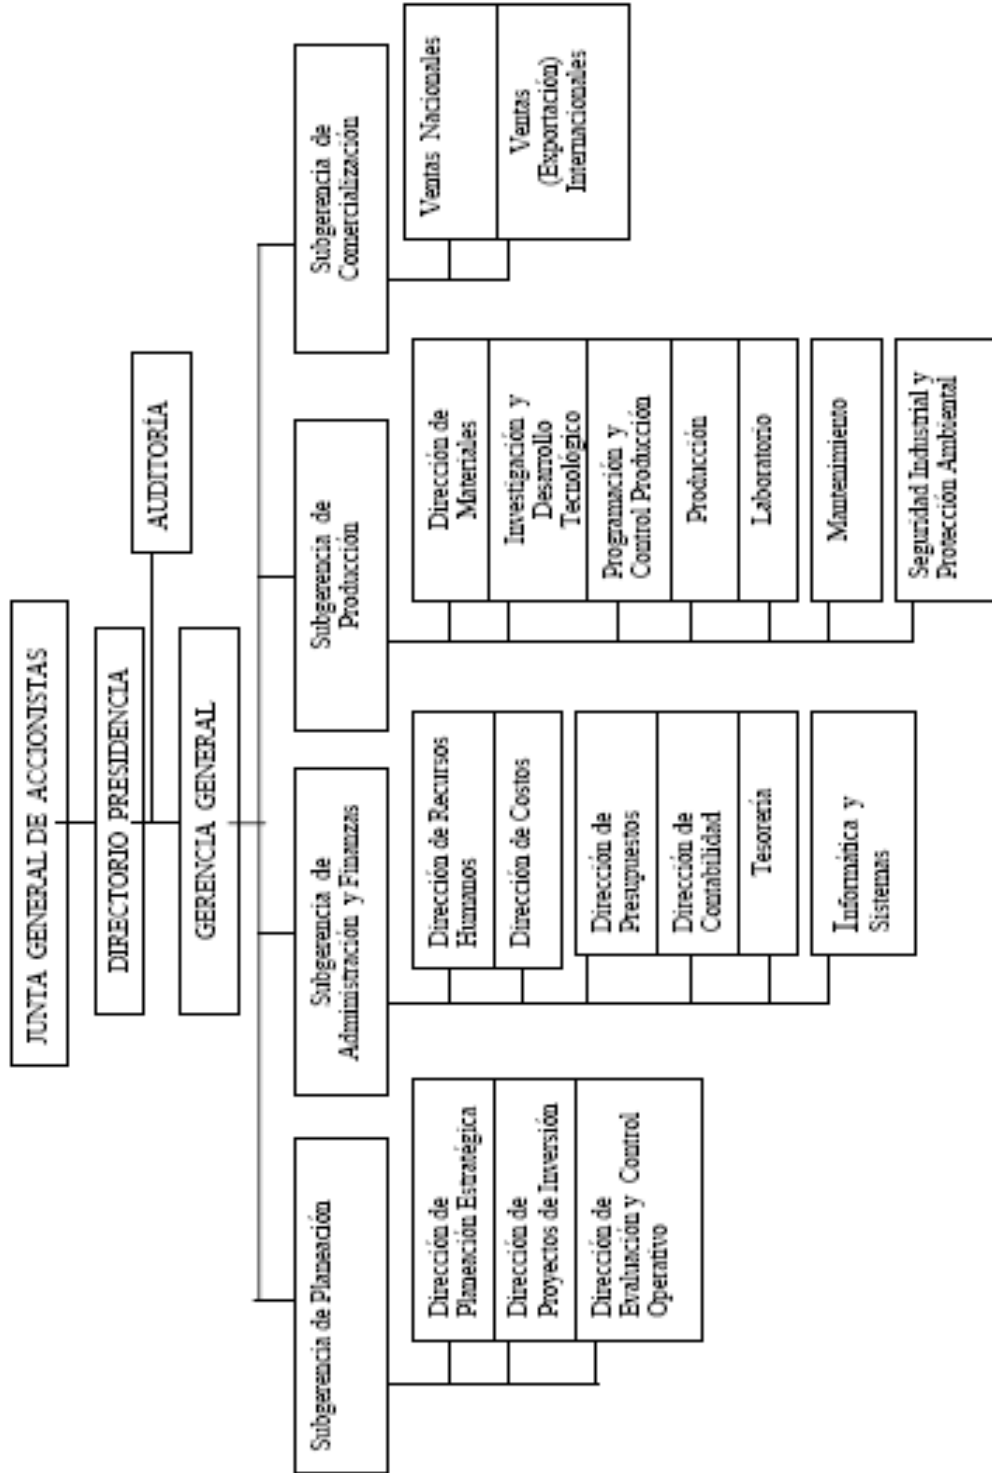 JUNTA GENERAL DE ACCIONISTAS
DIRECTORIO PRESIDENCIA
AUDITORÍA
GERENCIA GENERAL
Subgerencia de Planeación
Dirección de
Planeación Estratégica
Dirección de
Proyectos de Inversión
Dirección de
Evaluación y Control
Operativo
Subgerencia de
Administración y Finanzas
Dirección de Recursos
Humanos
Dirección de Costos
Dirección de
Presupuestos
Dirección de
Contabilidad
Tesorería
Informática y
Sistemas
Subgerencia de
Producción
Dirección de
Materiales
Investigación y
Desarrollo
Tecnológico
Programación y
Control Producción
Producción
Laboratorio
Mantenimiento
Seguridad Industrial y
Protección Ambiental
Subgerencia de
Comercialización
Ventas Nacionales
Ventas
(Exportación)
Internacionales